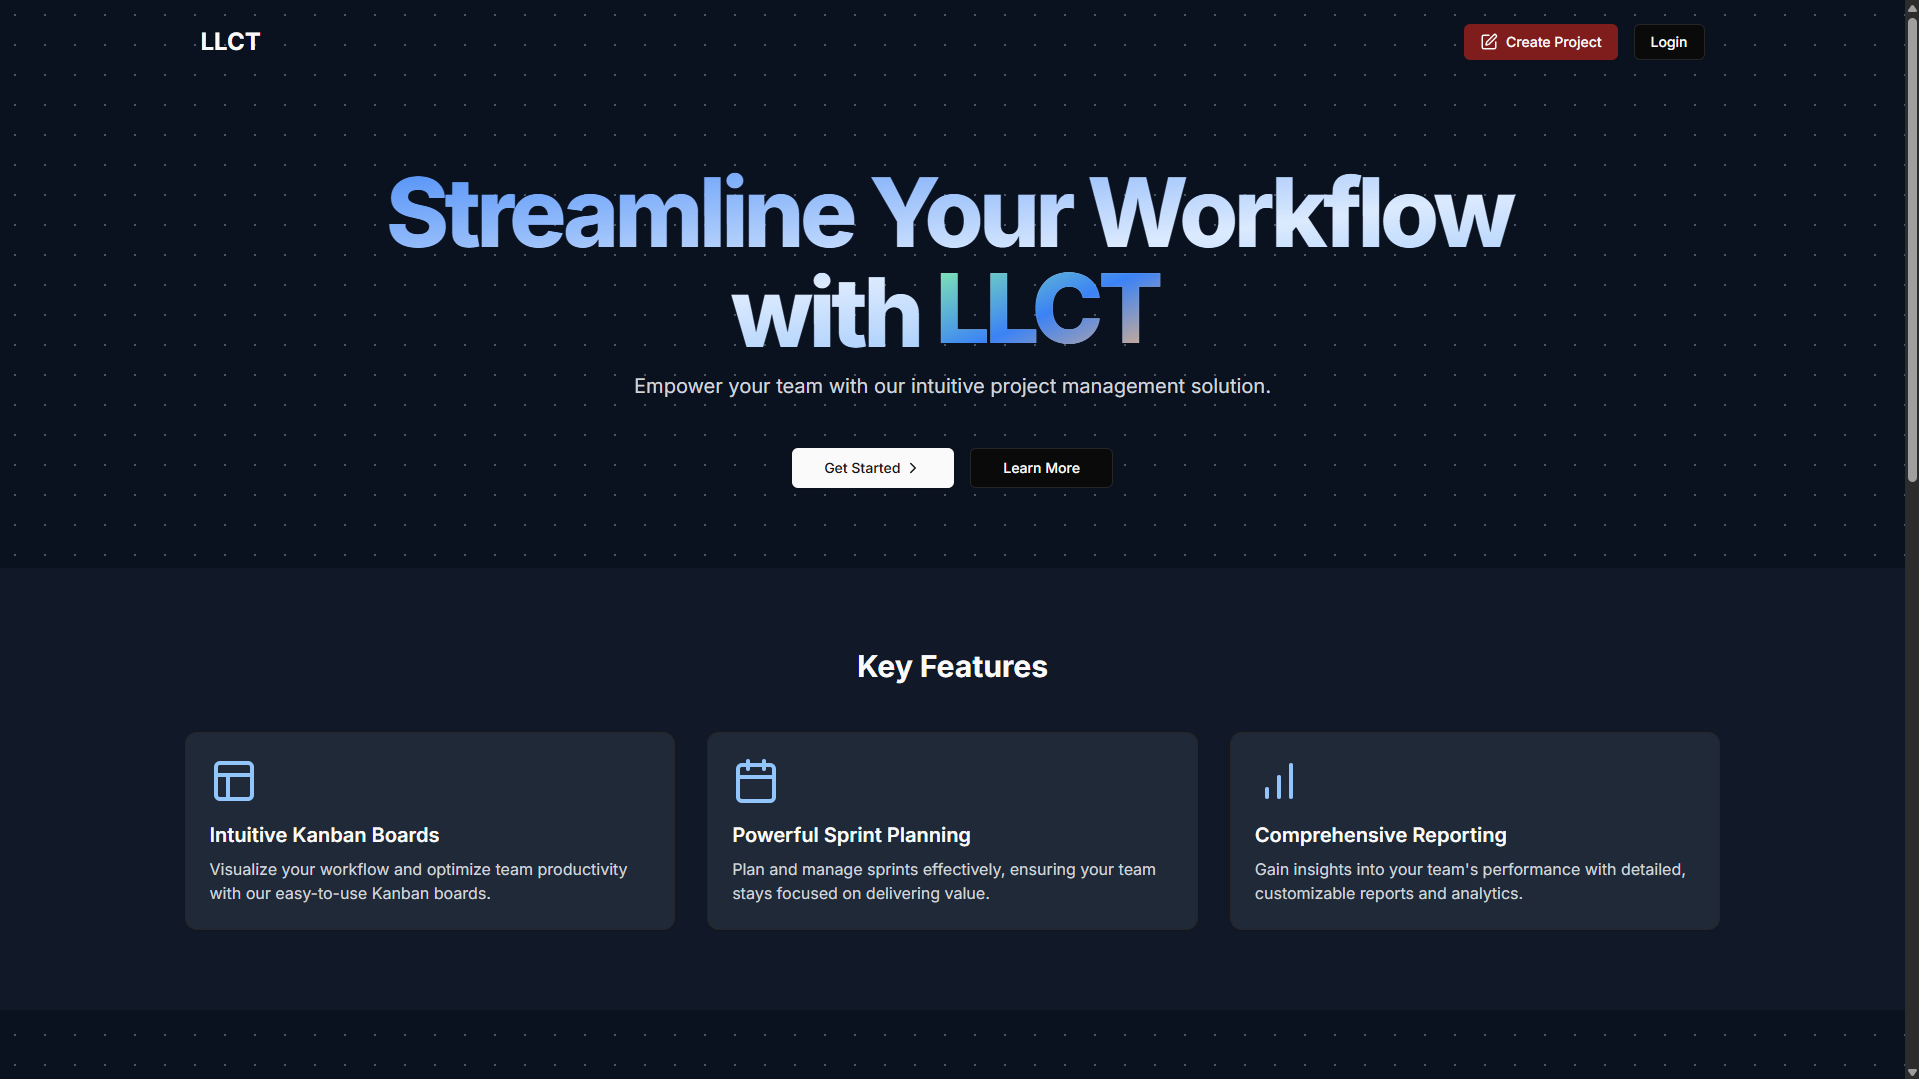 LLCT
Create Project
Login
Streamline Your Workflow
with LLCT
Empower your team with our intuitive project management solution.
Get Started
Learn More
Key Features
Intuitive Kanban Boards
Visualize your workflow and optimize team productivity
with our easy-to-use Kanban boards.
Powerful Sprint Planning
Plan and manage sprints effectively, ensuring your team
stays focused on delivering value.
Comprehensive Reporting
Gain insights into your team's performance with detailed,
customizable reports and analytics.